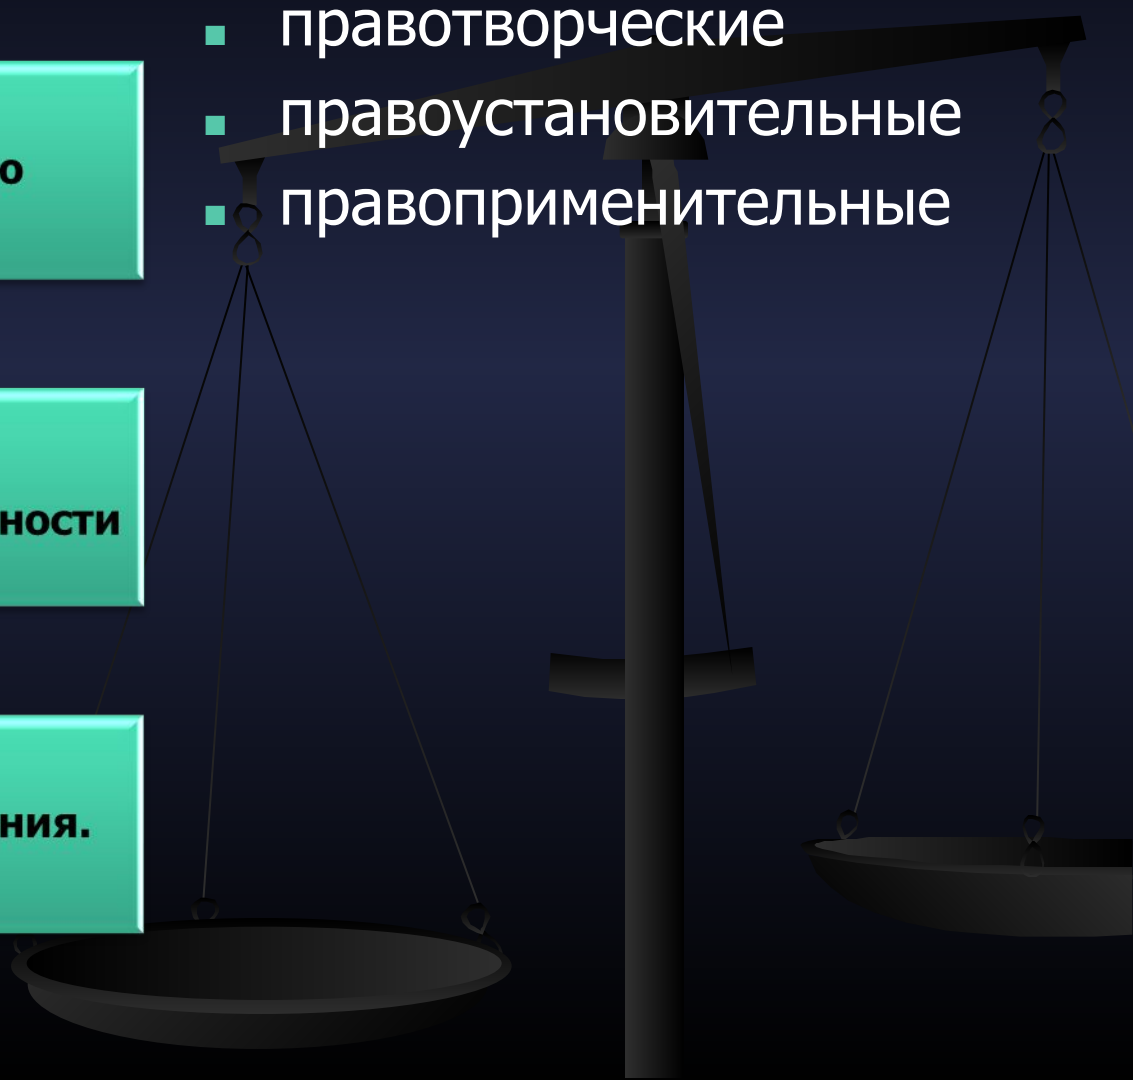 правотворческие
правоустановительные
правоприменительные
о
ности
ния.